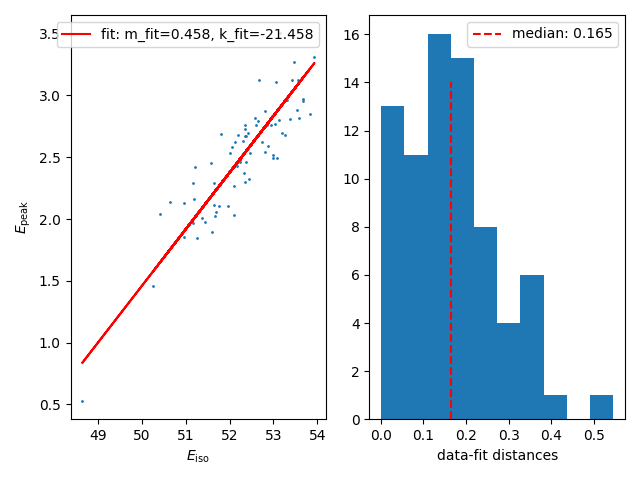 fit: m_fit=0.458, k_fit=-21.458
3.5
3.0
2.5
2.0
1.5
1.0
0.5
E_peak
49 50 51 52 53 54
E_iso
median: 0.165
16
14
12
10
8
6
4
2
0
0.0 0.1 0.2 0.3 0.4 0.5
data-fit distances